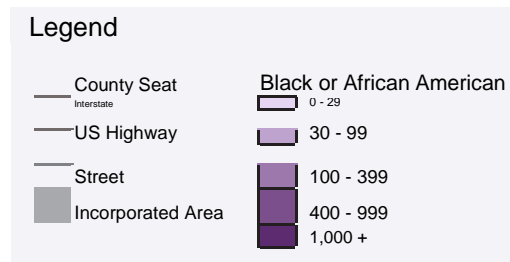 Legend
County Seat
Interstate
US Highway
Street
Incorporated Area
Black or African American
0 - 29
30 - 99
100 - 399
400 - 999
1,000 +